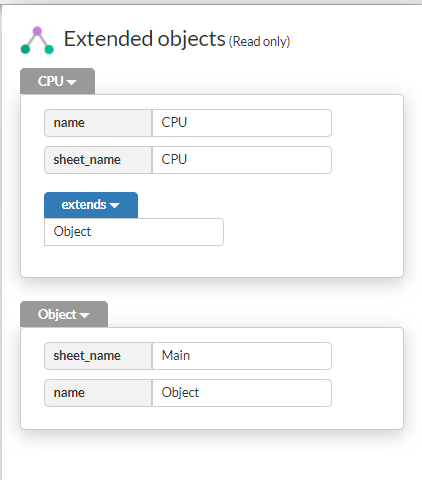 Extended objects (Read only)
CPU
name CPU
sheet_name CPU
extends
Object
Object
sheet_name Main
name Object